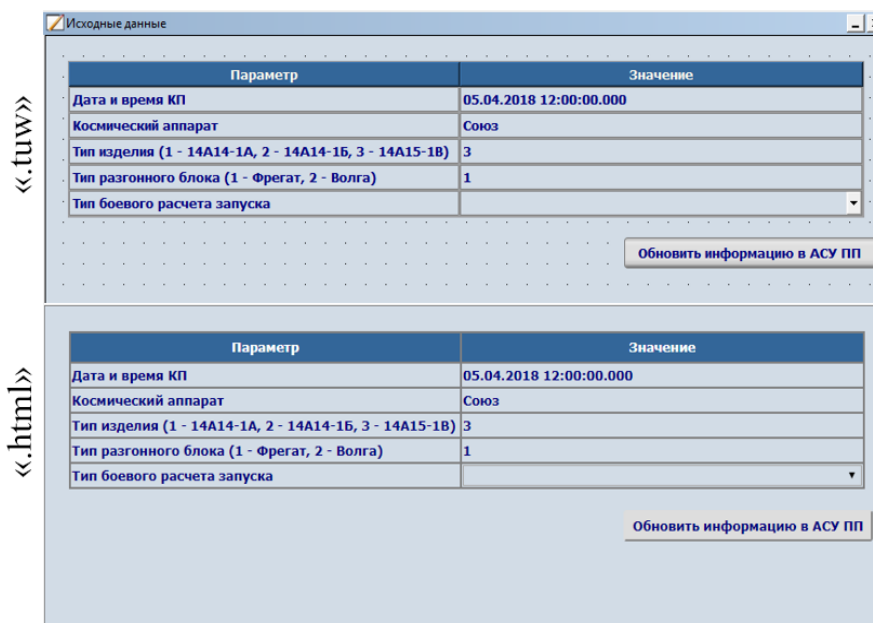 «.tuw»
Исходные данные
Параметр Значение
Дата и время КП 05.04.2018 12:00:00.000
Космический аппарат Союз
Тип изделия (1 - 14А14-1А, 2 - 14А14-1Б, 3 - 14А15-1В) 3
Тип разгонного блока (1 - Фрегат, 2 - Волга) 1
Тип боевого расчета запуска
Обновить информацию в АСУ ПП
«.html»
Параметр Значение
Дата и время КП 05.04.2018 12:00:00.000
Космический аппарат Союз
Тип изделия (1 - 14А14-1А, 2 - 14А14-1Б, 3 - 14А15-1В) 3
Тип разгонного блока (1 - Фрегат, 2 - Волга) 1
Тип боевого расчета запуска
Обновить информацию в АСУ ПП